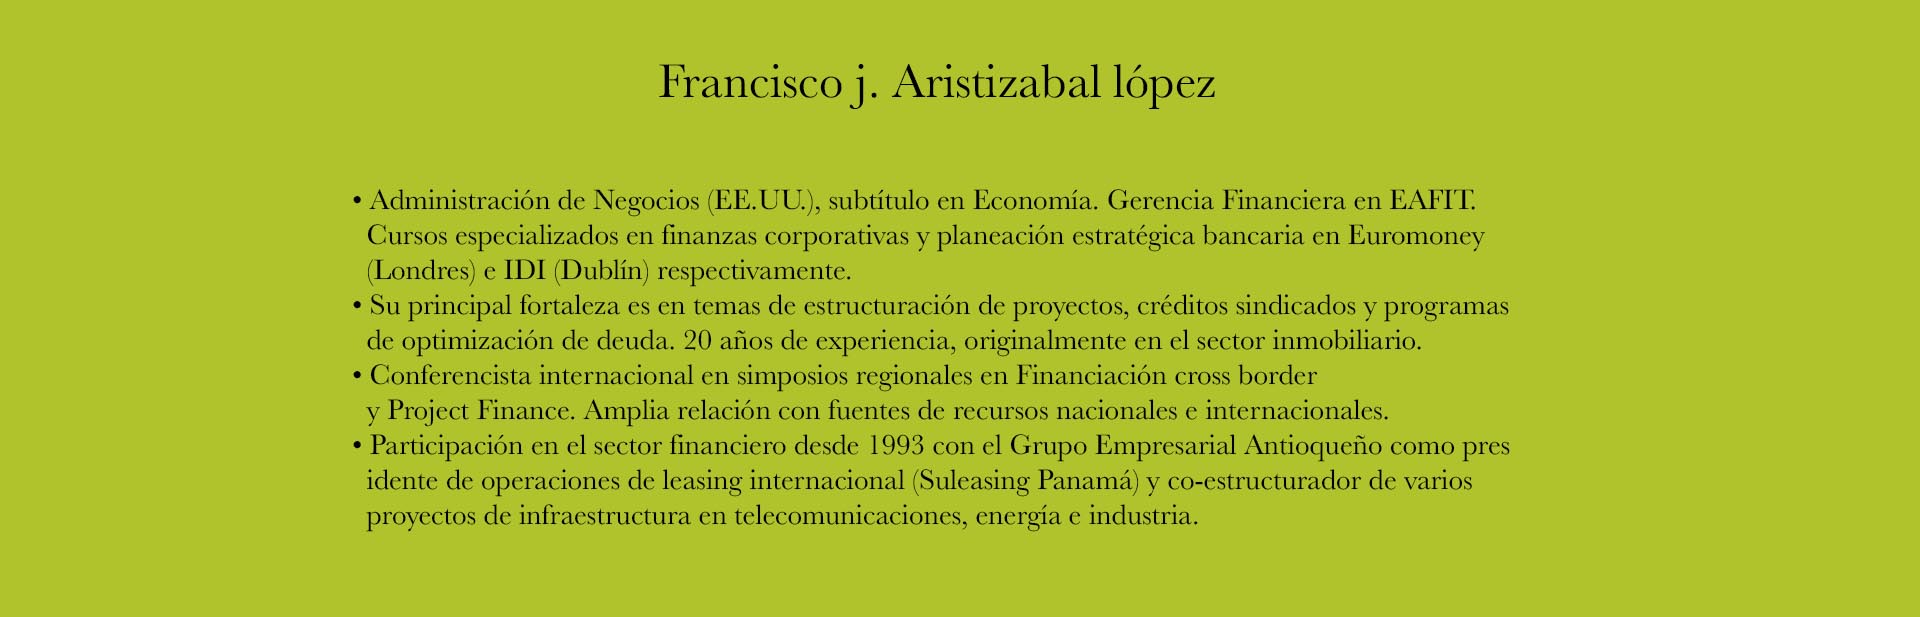 Francisco j. Aristizabal lópez
• Administración de Negocios (EE.UU.), subtítulo en Economía. Gerencia Financiera en EAFIT.
Cursos especializados en finanzas corporativas y planeación estratégica bancaria en Euromoney
(Londres) e IDI (Dublín) respectivamente.
• Su principal fortaleza es en temas de estructuración de proyectos, créditos sindicados y programas
de optimización de deuda. 20 años de experiencia, originalmente en el sector inmobiliario.
• Conferencista internacional en simposios regionales en Financiación cross border
y Project Finance. Amplia relación con fuentes de recursos nacionales e internacionales.
• Participación en el sector financiero desde 1993 con el Grupo Empresarial Antioqueño como pres
idente de operaciones de leasing internacional (Suleasing Panamá) y co-estructurador de varios
proyectos de infraestructura en telecomunicaciones, energía e industria.